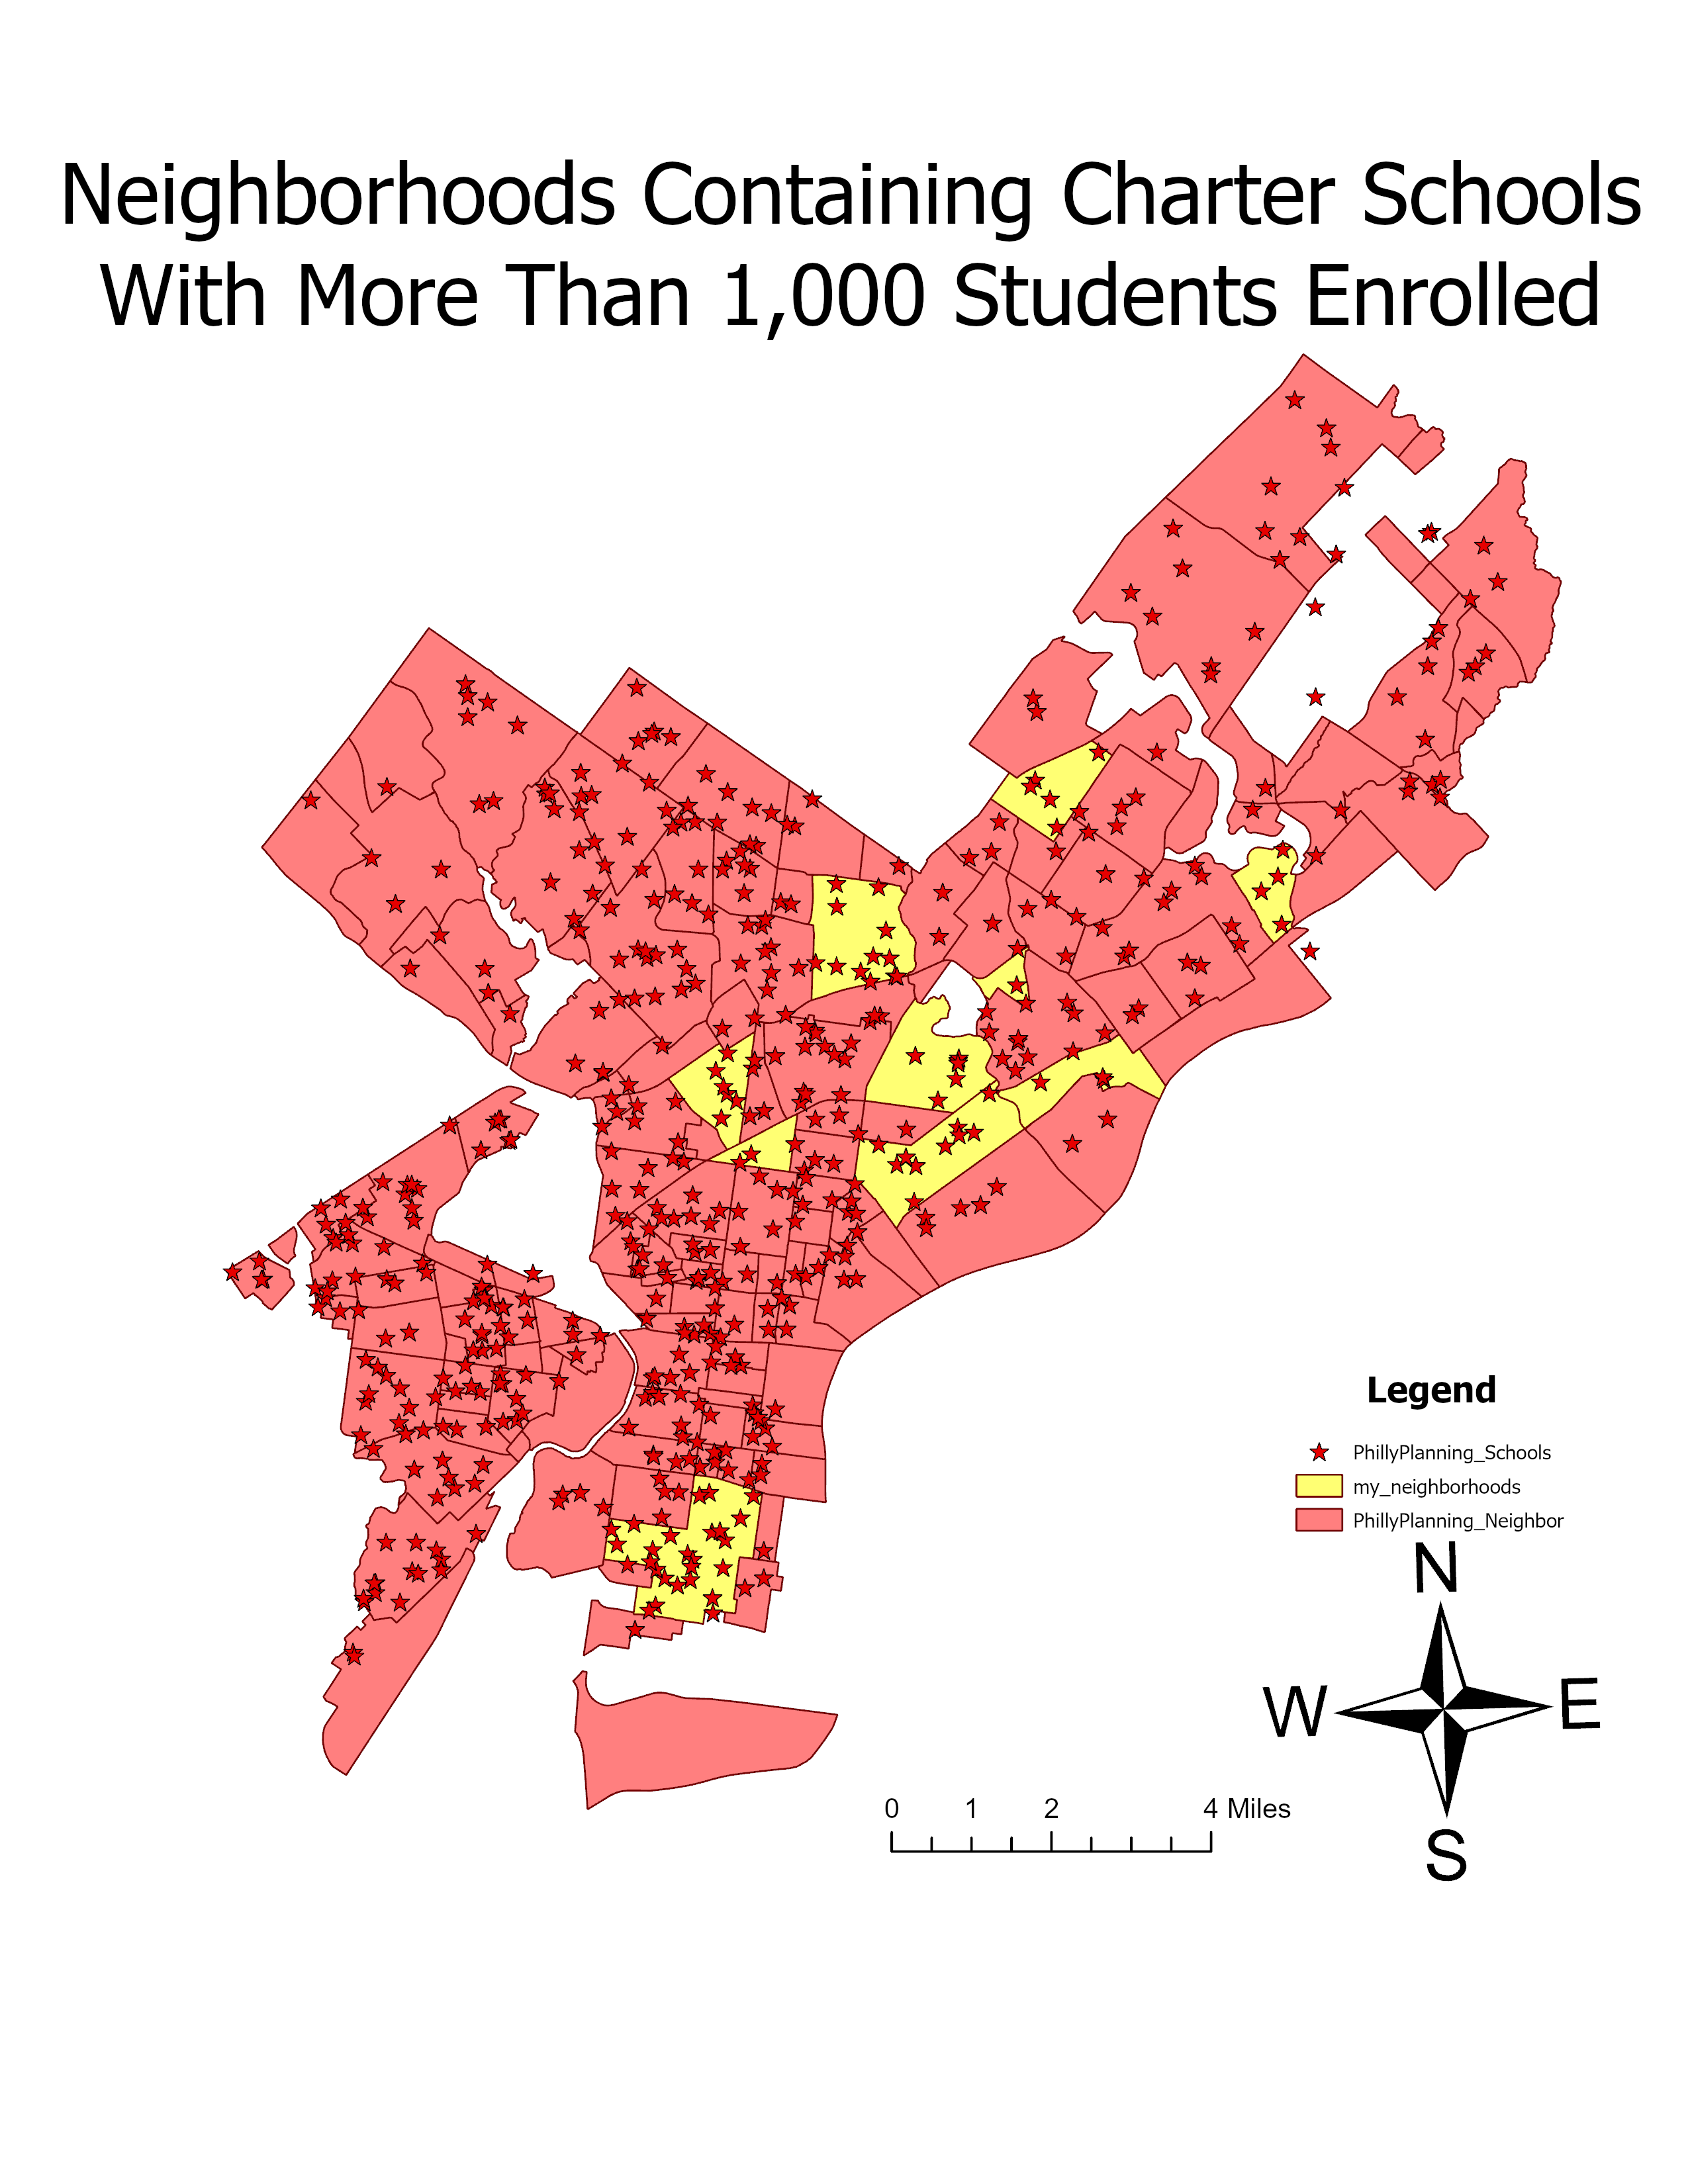 Neighborhoods Containing Charter Schools
With More Than 1,000 Students Enrolled
Legend
PhillyPlanning_Schools
my_neighborhoods
PhillyPlanning_Neighbor
N
W E
S
0 1 2 4 Miles